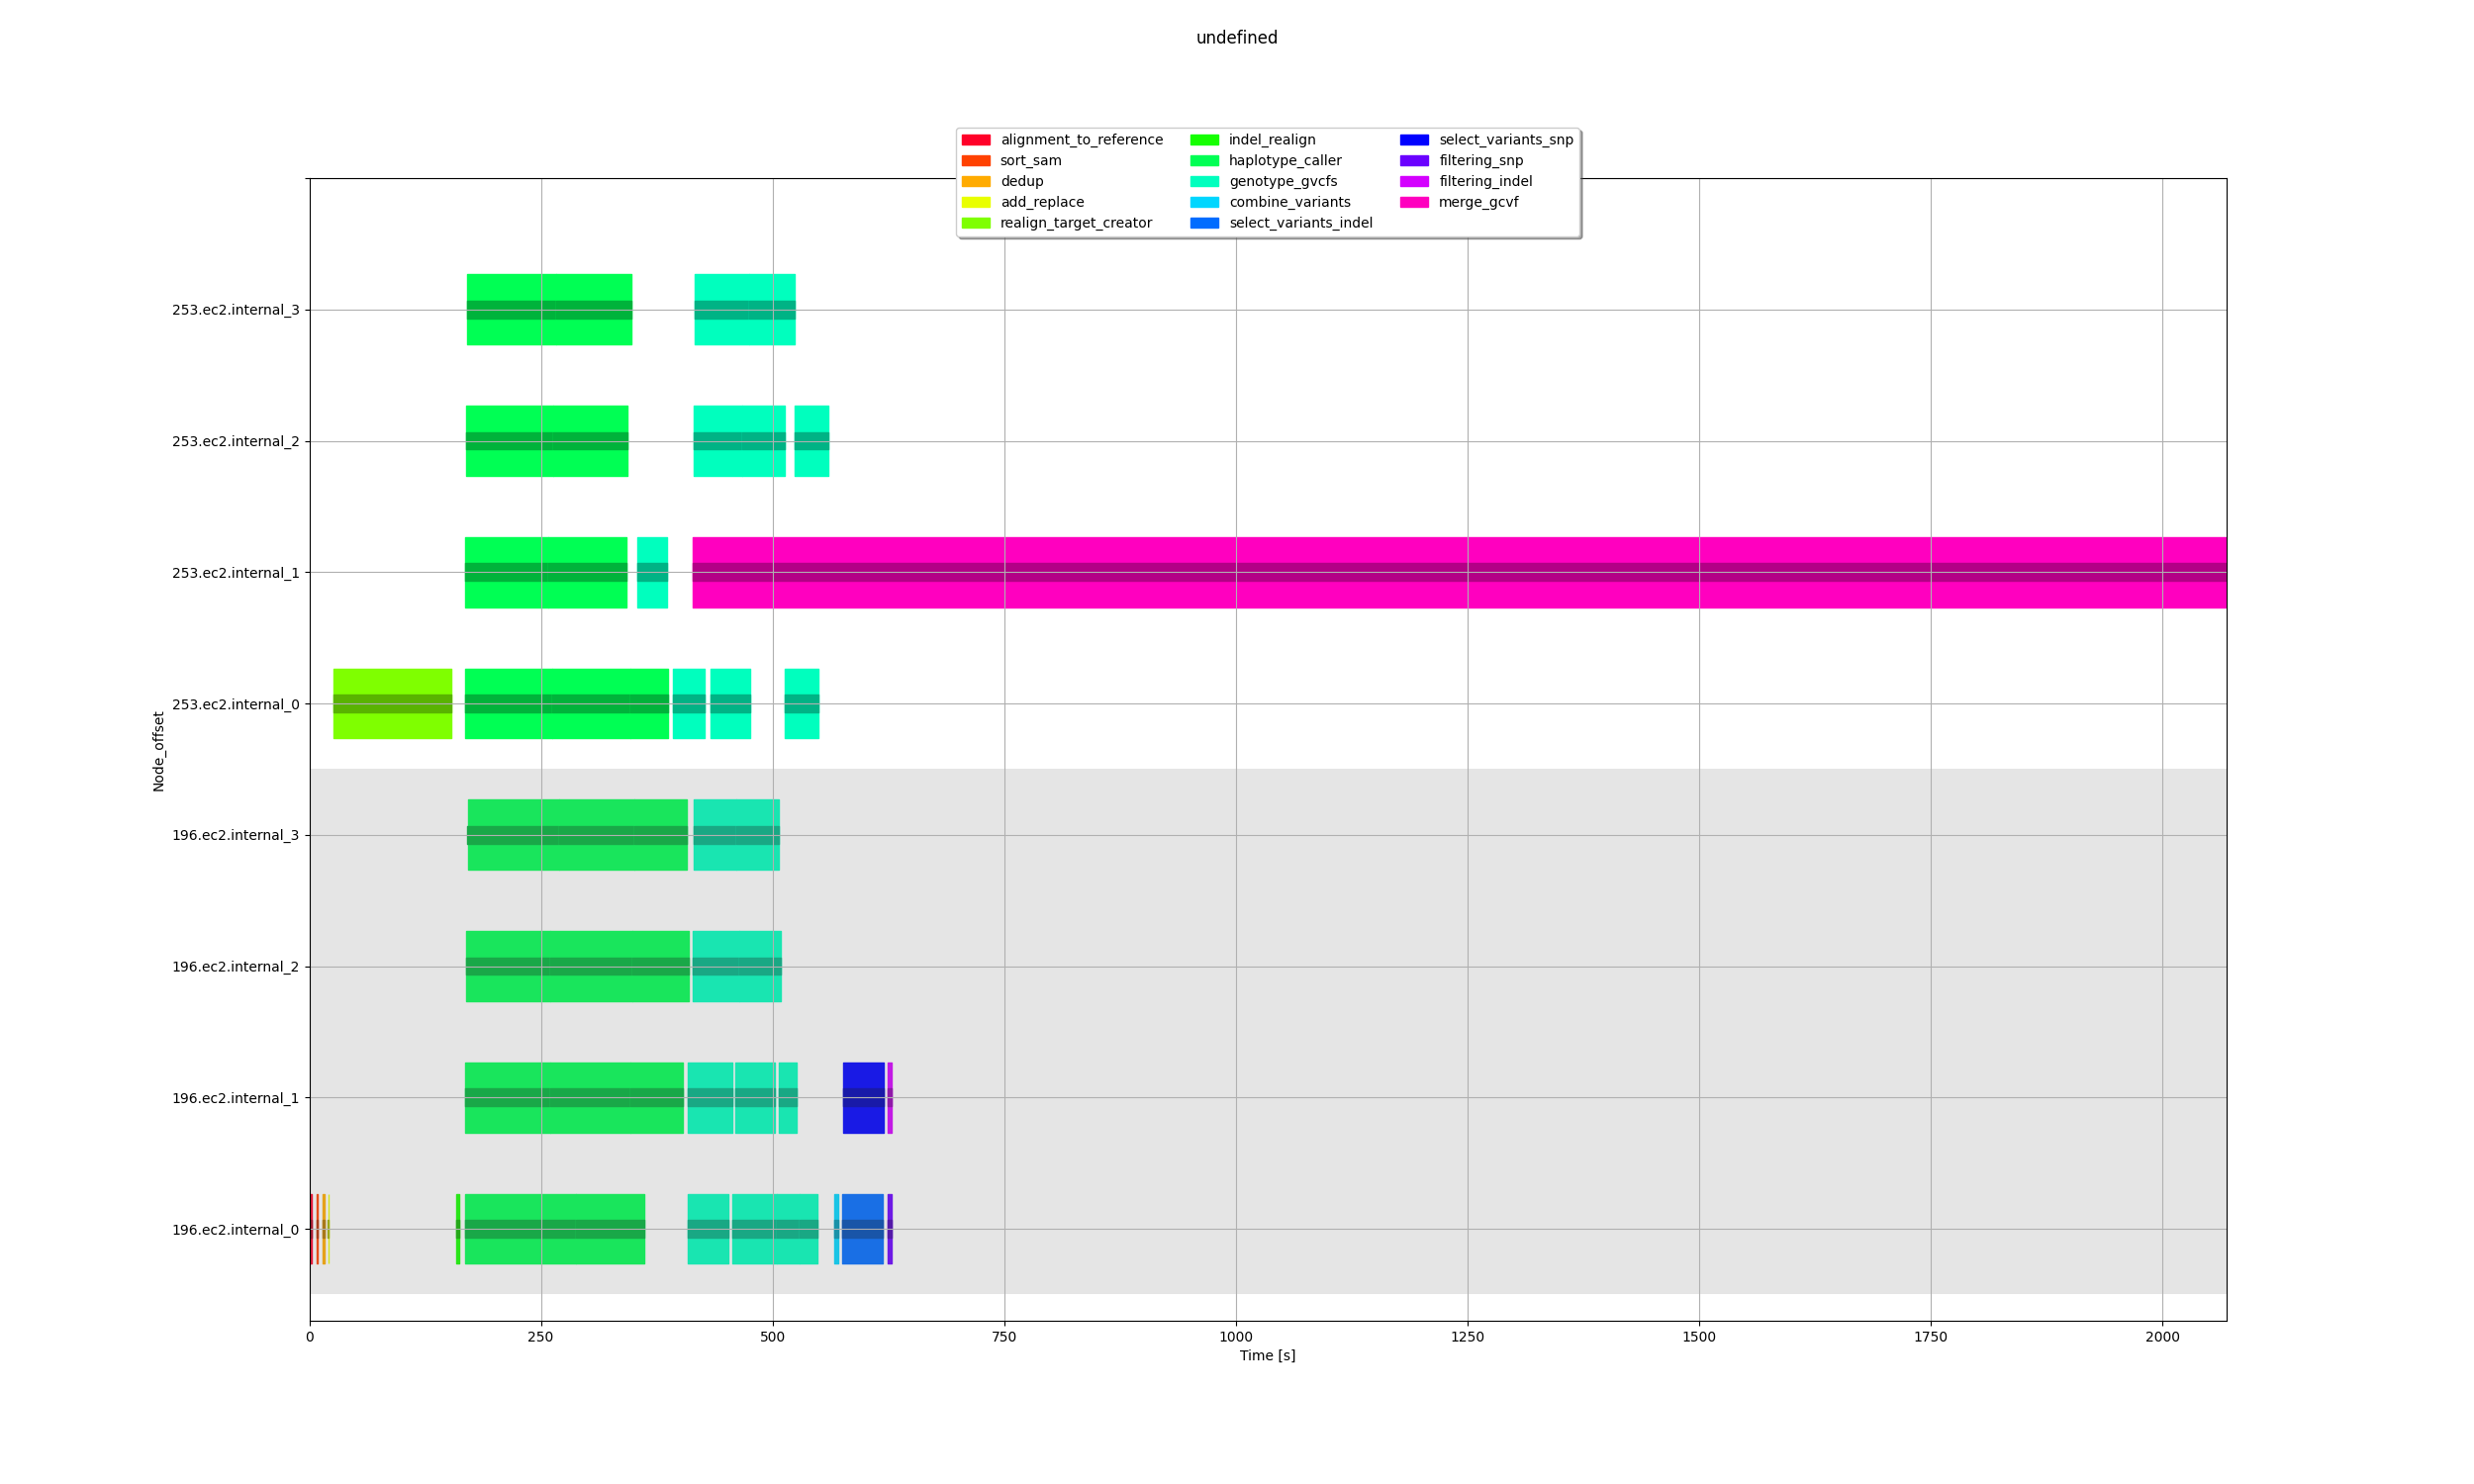 undefined
alignment_to_reference
sort_sam
dedup
add_replace
realign_target_creator
indel_realign
haplotype_caller
genotype_gvcfs
combine_variants
select_variants_indel
select_variants_snp
filtering_snp
filtering_indel
merge_gcvf
253.ec2.internal_3
253.ec2.internal_2
253.ec2.internal_1
253.ec2.internal_0
196.ec2.internal_3
196.ec2.internal_2
196.ec2.internal_1
196.ec2.internal_0
Node_offset
0 250 500 750 1000 1250 1500 1750 2000
Time [s]